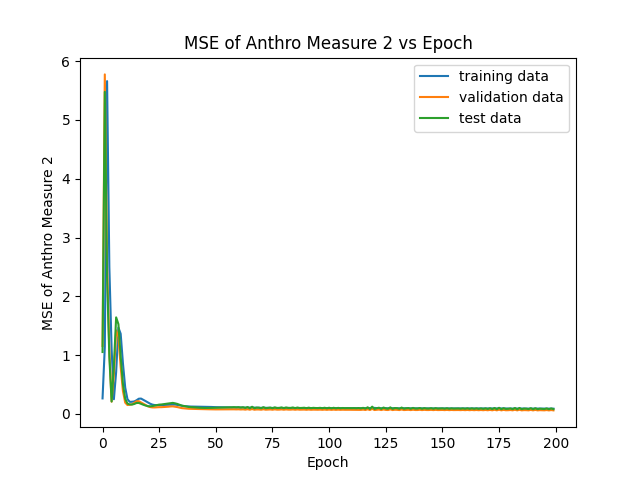 MSE of Anthro Measure 2 vs Epoch
training data
validation data
test data
MSE of Anthro Measure 2
6
5
4
3
2
1
0
0 25 50 75 100 125 150 175 200
Epoch